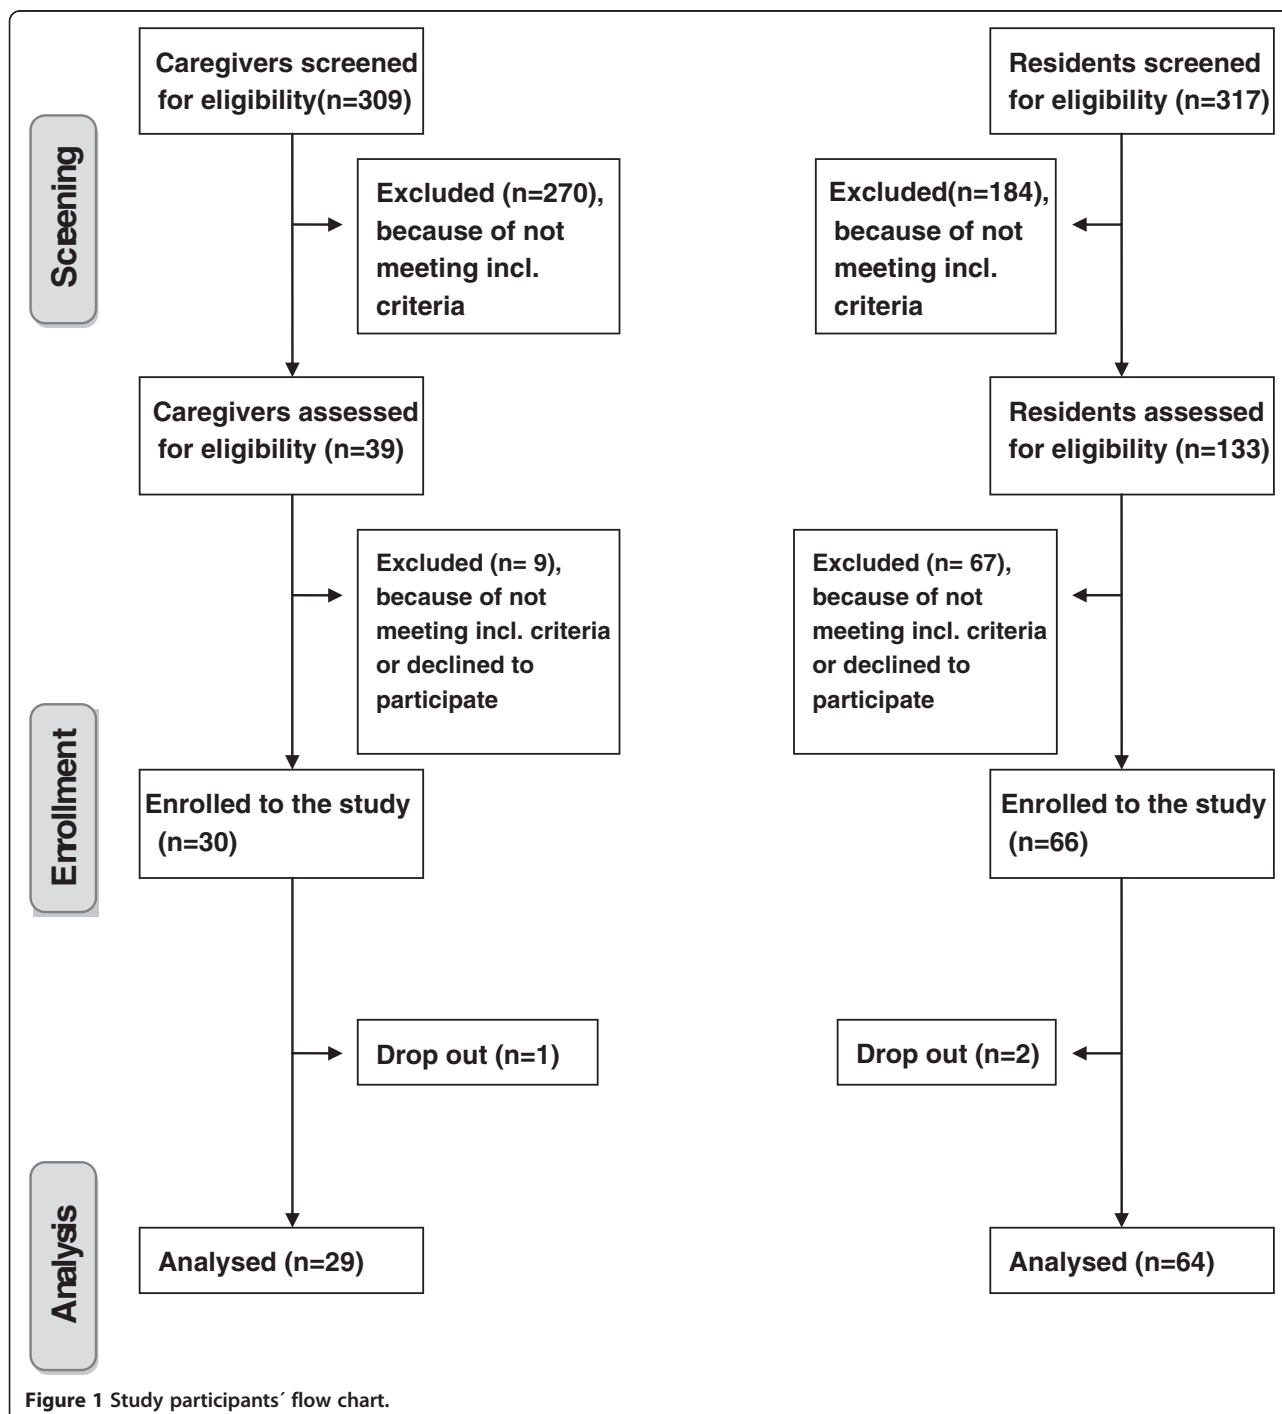 Caregivers screened
for eligibility(n=309)
Residents screened
for eligibility (n=317)
Screening
Excluded (n=270),
because of not
meeting incl.
criteria
Excluded(n=184),
because of not
meeting incl.
criteria
Caregivers assessed
for eligibility (n=39)
Residents assessed
for eligibility (n=133)
Excluded (n= 9),
because of not
meeting incl. criteria
or declined to
participate
Excluded (n= 67),
because of not
meeting incl. criteria
or declined to
participate
Enrollment
Enrolled to the study
(n=30)
Enrolled to the study
(n=66)
Drop out (n=1)
Drop out (n=2)
Analysis
Analysed (n=29)
Analysed (n=64)
Figure 1 Study participants´ flow chart.